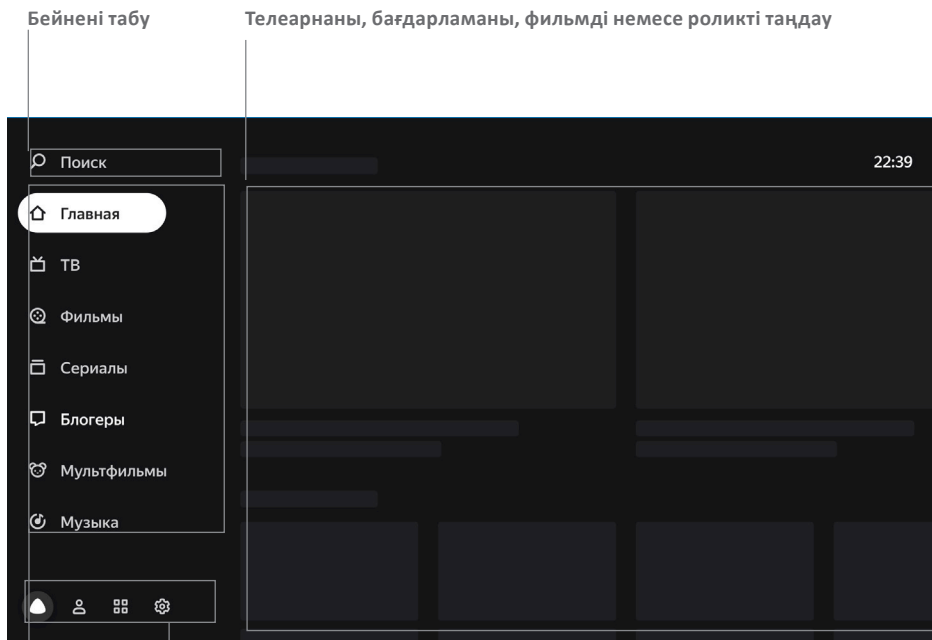 Бейнені табу
Телеарнаны, бағдарламаны, фильмді немесе роликті таңдау
Поиск
22:39
Главная
ТВ
Фильмы
Сериалы
Блогеры
Мультфильмы
Музыка